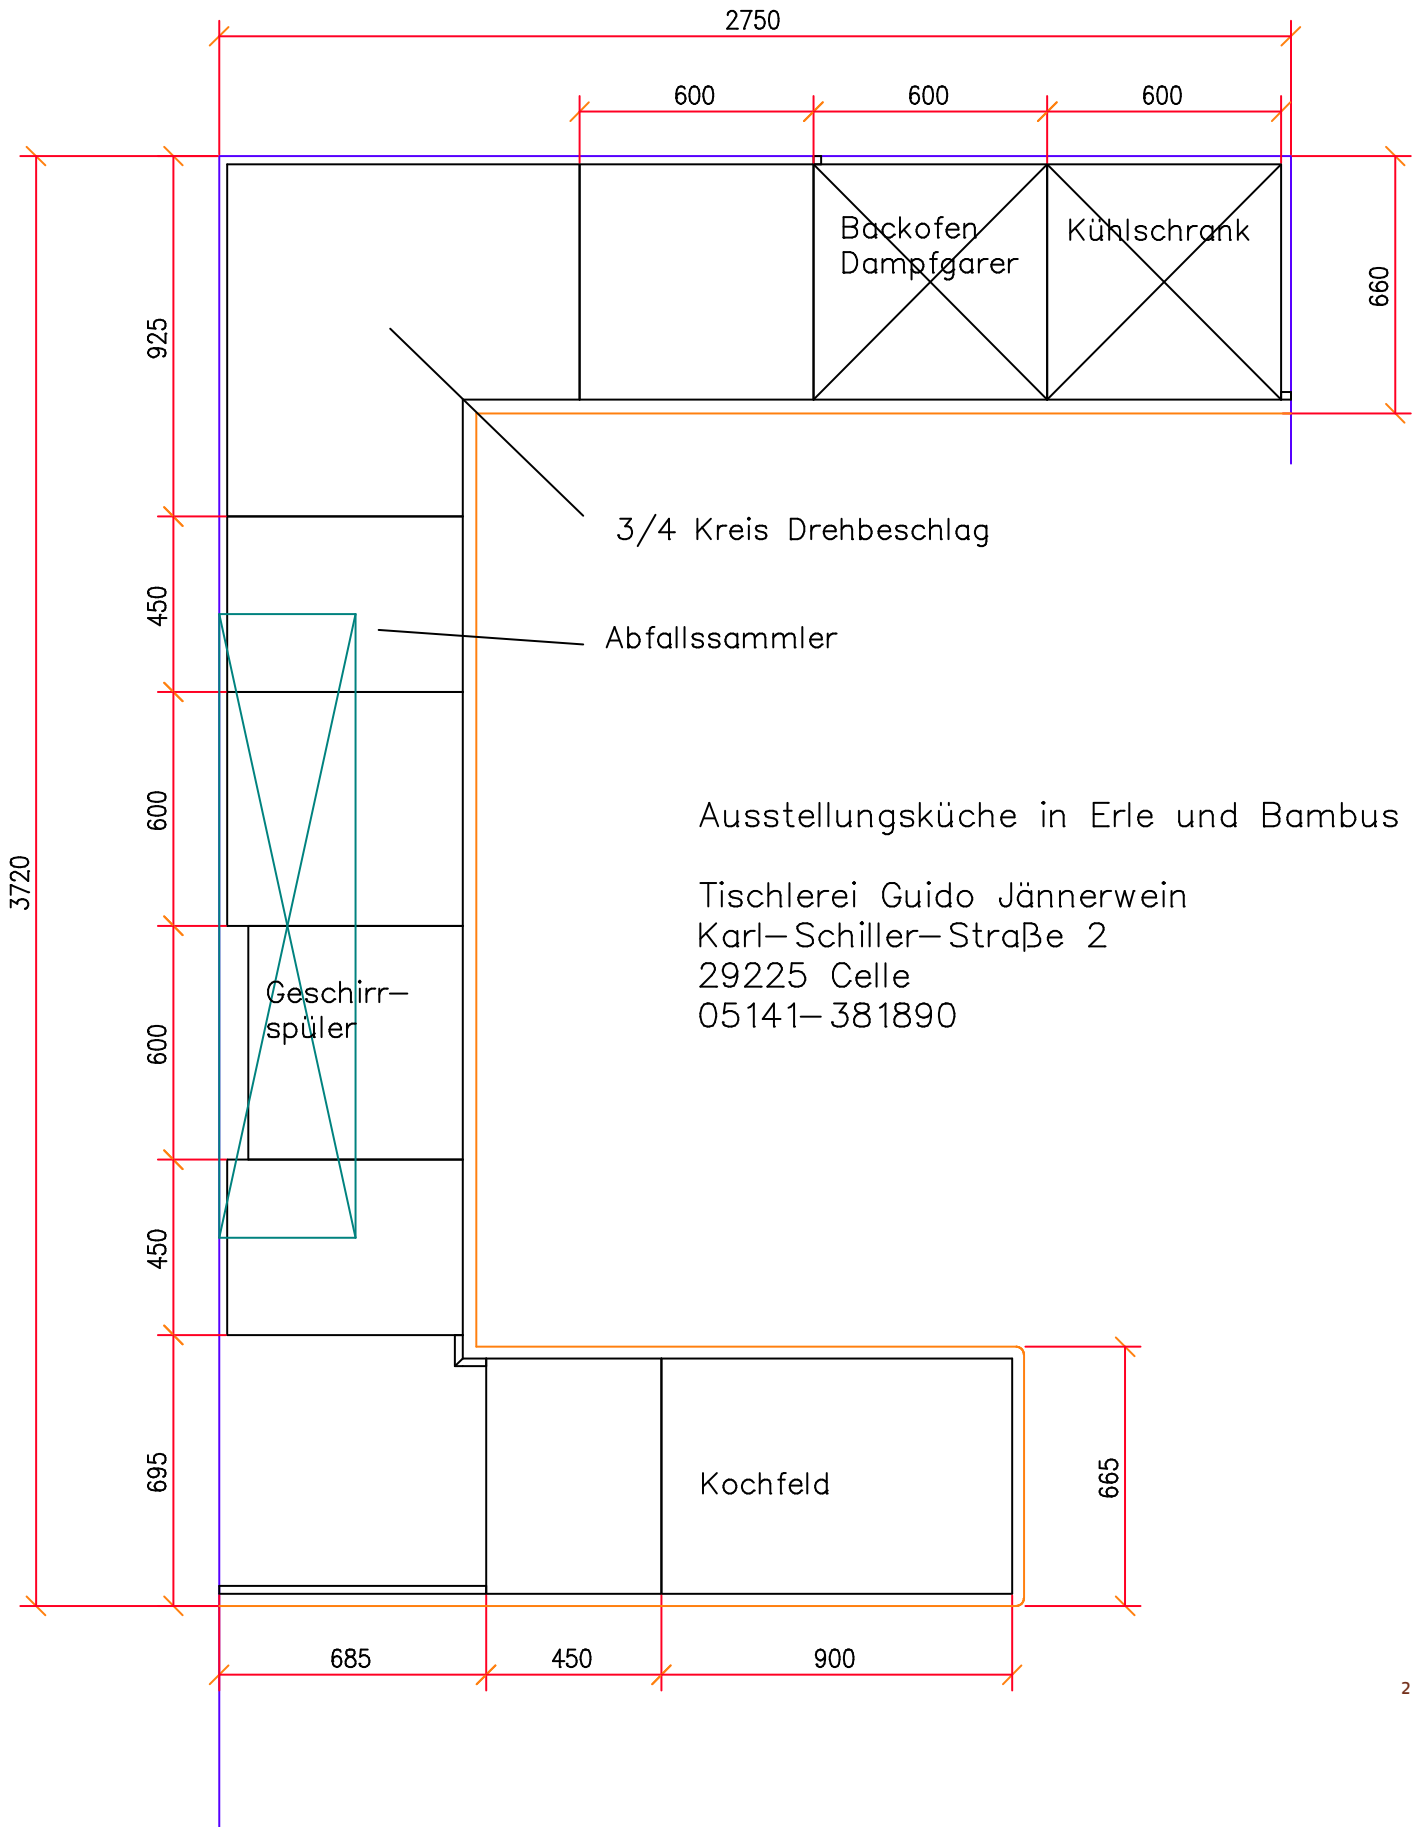 2750
600 600 600
Backofen
Dampfgarer
Kühlschrank
660
925
3/4 Kreis Drehbeschlag
450
Abfallssammler
600
3720
Ausstellungsküche in Erle und Bambus
Tischlerei Guido Jännerwein
Karl-Schiller-Straße 2
29225 Celle
05141-381890
Geschirr-
spüler
600
450
695
Kochfeld
665
685 450 900
2